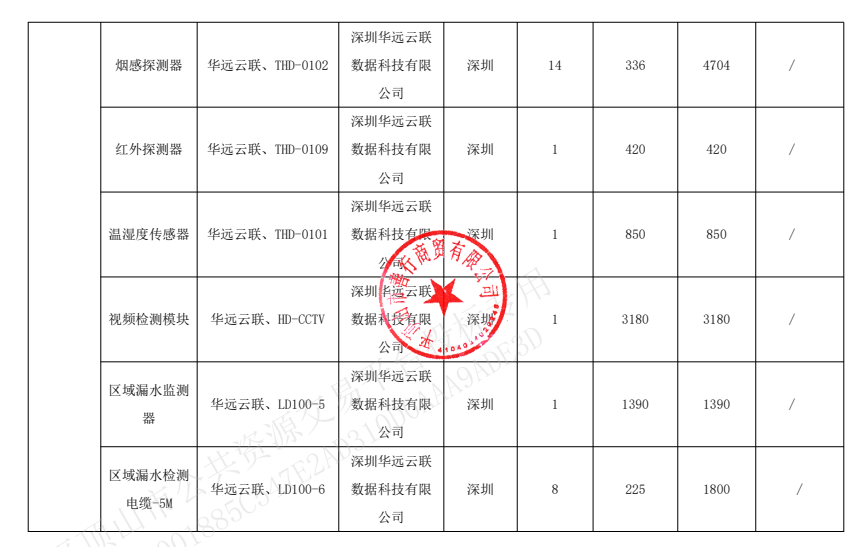 深圳华远云联
烟感探测器 华远云联、THD-0102 数据科技有限 深圳 14 336 4704 /
公司
深圳华远云联
红外探测器 华远云联、THD-0109 数据科技有限 深圳 1 420 420 /
公司
深圳华远云联
温湿度传感器 华远云联、THD-0101 数据科技有限 深圳 1 850 850 /
公司
深圳华远云联
视频检测模块 华远云联、HD-CCTV 数据科技有限 深圳 1 3180 3180 /
公司
深圳华远云联
区域漏水监测
器 华远云联、LD100-5 数据科技有限 深圳 1 1390 1390 /
公司
深圳华远云联
区域漏水检测
电缆-5M 华远云联、LD100-6 数据科技有限 深圳 8 225 1800 /
公司